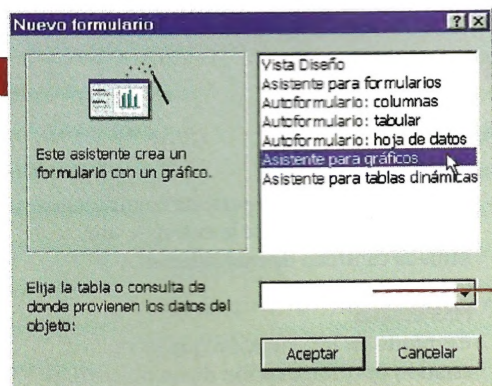 Nuevo formulario
Este asistente crea un
formulario con un gráfico.
Vista Diseño
Asistente para formularios
Autoformulario: columnas
Autoformulario: tabular
Autoformulario: hoja de datos
Asistente para gráficos
Asistente para tablas dinámicas
Elija la tabla o consulta de
donde provienen los datos del
objeto:
Aceptar
Cancelar